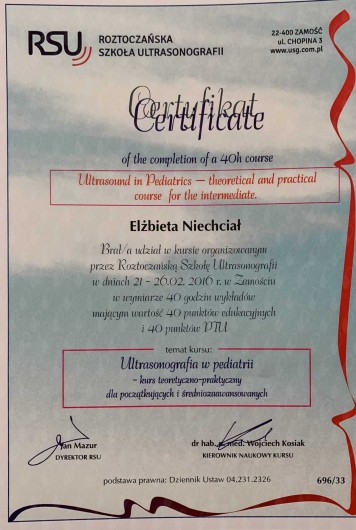 RSU
ROZTOCZAŃSKA
SZKOŁA ULTRASONOGRAFII
22-400 ZAMOŚĆ
ul. CHOPINA 3
www.usg.com.pl
Certyfikat
Certificate
of the completion of a 40h course
Ultrasound in Pediatrics — theoretical and practical
course for the intermediate.
Elżbieta Niechciał
Brał/a udział w kursie organizowanym
przez Roztoczańską Szkołę Ultrasonografii
w dniach 21 - 26.02. 2016 r. w Zamościu
w wymiarze 40 godzin wykładów
mającym wartość 40 punktów edukacyjnych
i 40 punktów PTU
temat kursu:
Ultrasonografia w pediatrii
- kurs teoretyczno-praktyczny
dla początkujących i średniozaawansowanych
Jan Mazur
DYREKTOR RSU
dr hab. n. med. Wojciech Kosiak
KIEROWNIK NAUKOWY KURSU
podstawa prawna: Dziennik Ustaw 04.231.2326
696/33